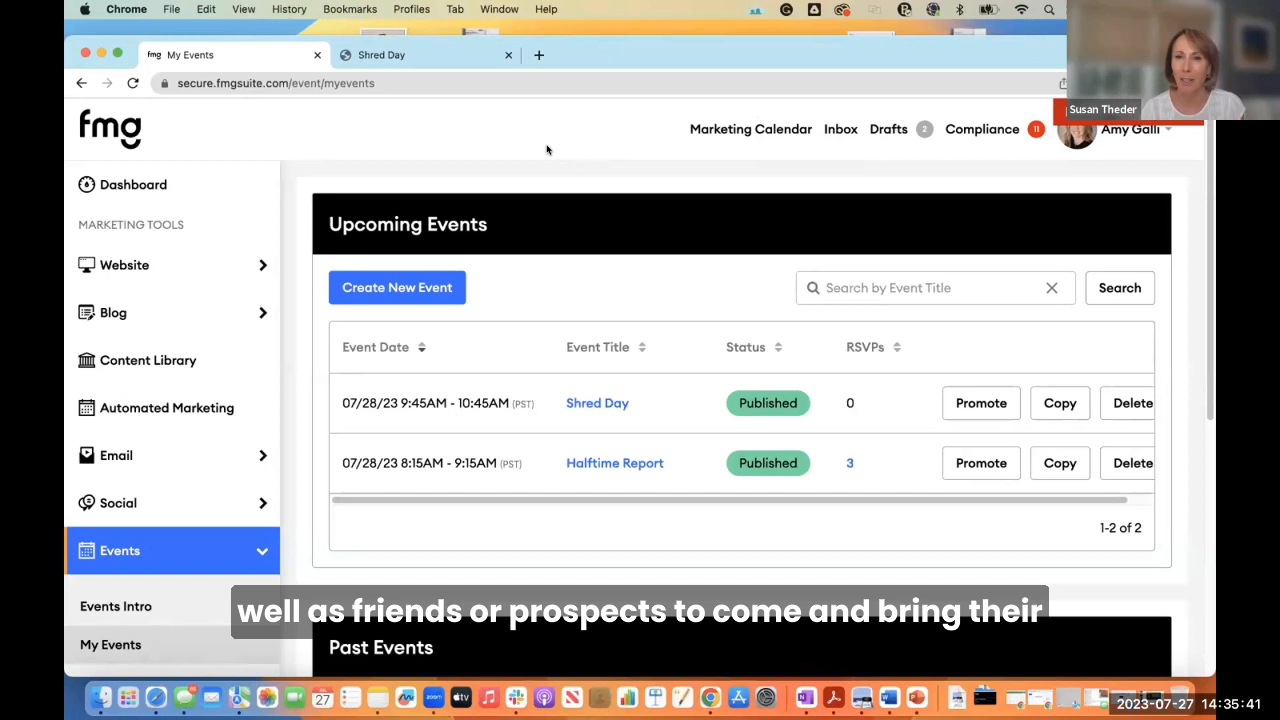 Chrome File Edit View History Bookmarks Profiles Tab Window Help
fmg My Events
Shred Day
secure.fmgsuite.com/event/myevents
Susan Theder
fmg
Marketing Calendar Inbox Drafts 2 Compliance 11 Amy Galli
Dashboard
MARKETING TOOLS
Website
Blog
Content Library
Automated Marketing
Email
Social
Events
Events Intro
My Events
Upcoming Events
Create New Event
Search by Event Title
Search
Event Date Event Title Status RSVPs
07/28/23 9:45AM - 10:45AM (PST) Shred Day Published 0 Promote Copy Delete
07/28/23 8:15AM - 9:15AM (PST) Halftime Report Published 3 Promote Copy Delete
1-2 of 2
well as friends or prospects to come and bring their
Past Events
27
zoom
tv
2023-07-27 14:35:41